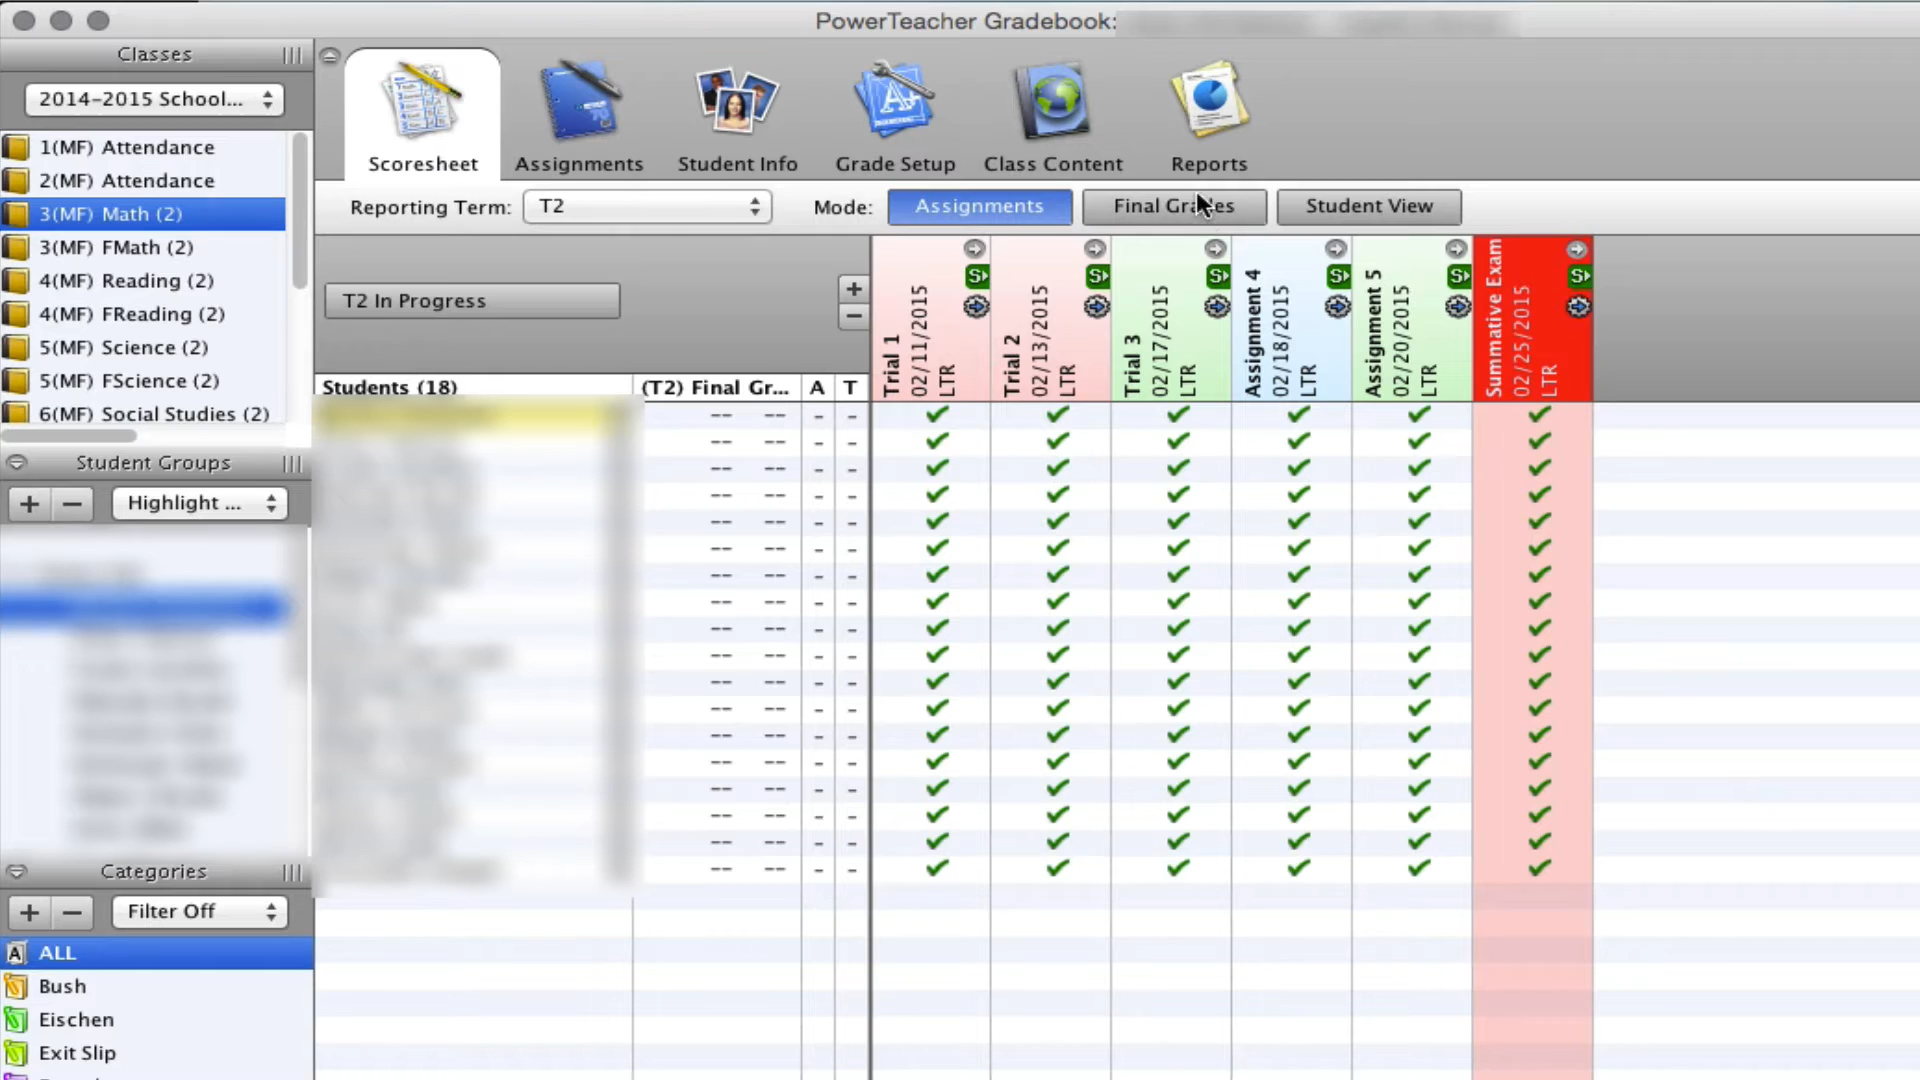 PowerTeacher Gradebook:
Classes
2014-2015 School...
1(MF) Attendance
2(MF) Attendance
3(MF) Math (2)
3(MF) FMath (2)
4(MF) Reading (2)
4(MF) FReading (2)
5(MF) Science (2)
5(MF) FScience (2)
6(MF) Social Studies (2)
Student Groups
Highlight ...
Categories
Filter Off
ALL
Bush
Eischen
Exit Slip
Scoresheet
Assignments
Student Info
Grade Setup
Class Content
Reports
Reporting Term: T2
Mode: Assignments Final Grades Student View
T2 In Progress
Students (18) (T2) Final Gr... A T
Trial 1
02/11/2015
LTR
Trial 2
02/13/2015
LTR
Trial 3
02/17/2015
LTR
Assignment 4
02/18/2015
LTR
Assignment 5
02/20/2015
LTR
Summative Exam
02/25/2015
LTR